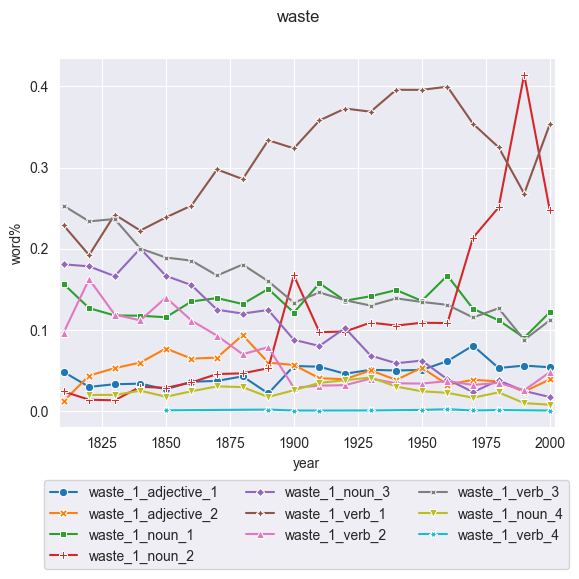 waste
0.4
0.3
0.2
0.1
0.0
word%
1825 1850 1875 1900 1925 1950 1975 2000
year
waste_1_adjective_1 waste_1_noun_3 waste_1_verb_3
waste_1_adjective_2 waste_1_verb_1 waste_1_noun_4
waste_1_noun_1 waste_1_verb_2 waste_1_verb_4
waste_1_noun_2